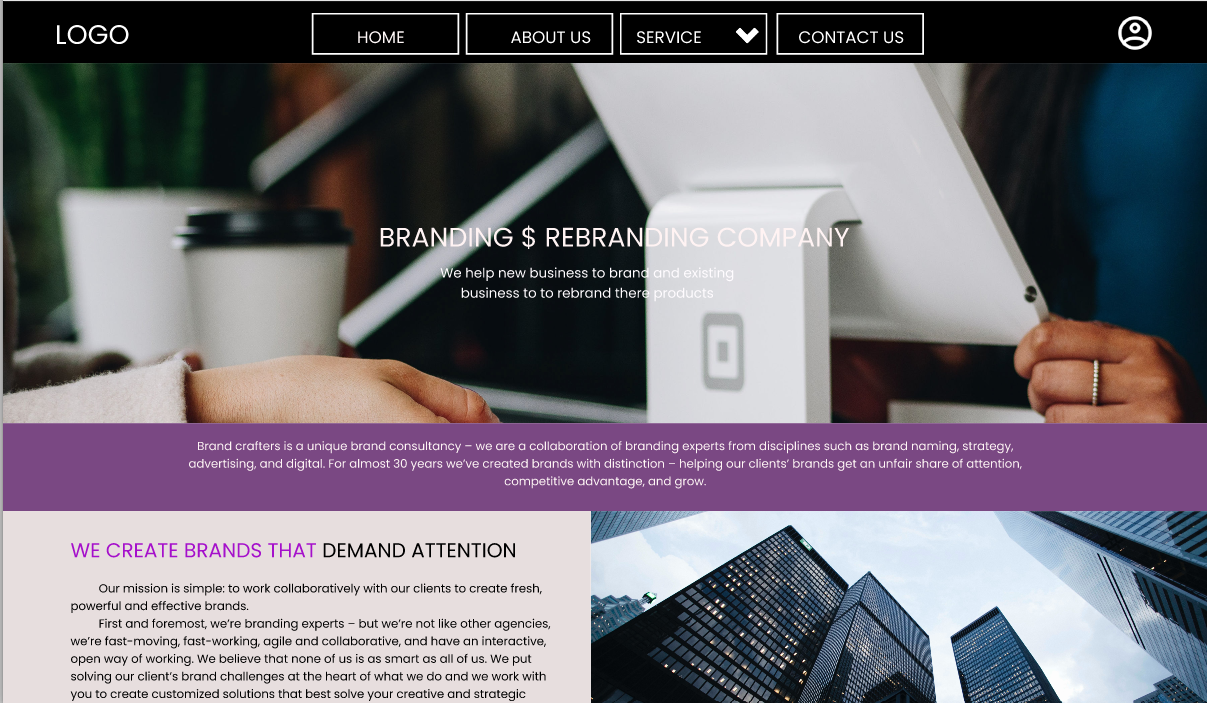 LOGO
HOME
ABOUT US
SERVICE
CONTACT US
BRANDING $ REBRANDING COMPANY
We help new business to brand and existing
business to to rebrand there products
Brand crafters is a unique brand consultancy – we are a collaboration of branding experts from disciplines such as brand naming, strategy,
advertising, and digital. For almost 30 years we’ve created brands with distinction – helping our clients’ brands get an unfair share of attention,
competitive advantage, and grow.
WE CREATE BRANDS THAT DEMAND ATTENTION
Our mission is simple: to work collaboratively with our clients to create fresh,
powerful and effective brands.
First and foremost, we’re branding experts – but we’re not like other agencies,
we’re fast-moving, fast-working, agile and collaborative, and have an interactive,
open way of working. We believe that none of us is as smart as all of us. We put
solving our client’s brand challenges at the heart of what we do and we work with
you to create customized solutions that best solve your creative and strategic